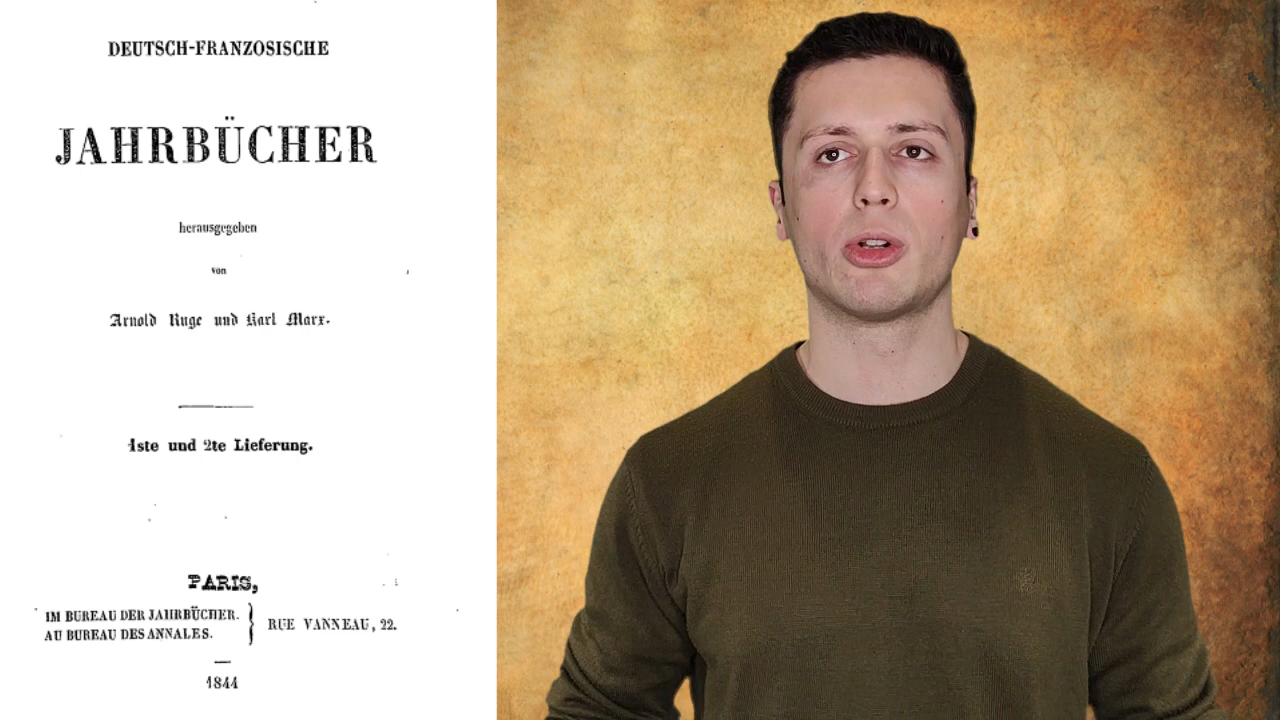 DEUTSCH-FRANZOSISCHE
JAHRBÜCHER
herausgegeben
von
Arnold Ruge und Karl Marx.
1ste und 2te Lieferung.
PARIS,
IM BUREAU DER JAHRBÜCHER.
AU BUREAU DES ANNALES.
RUE VANNEAU, 22.
1844